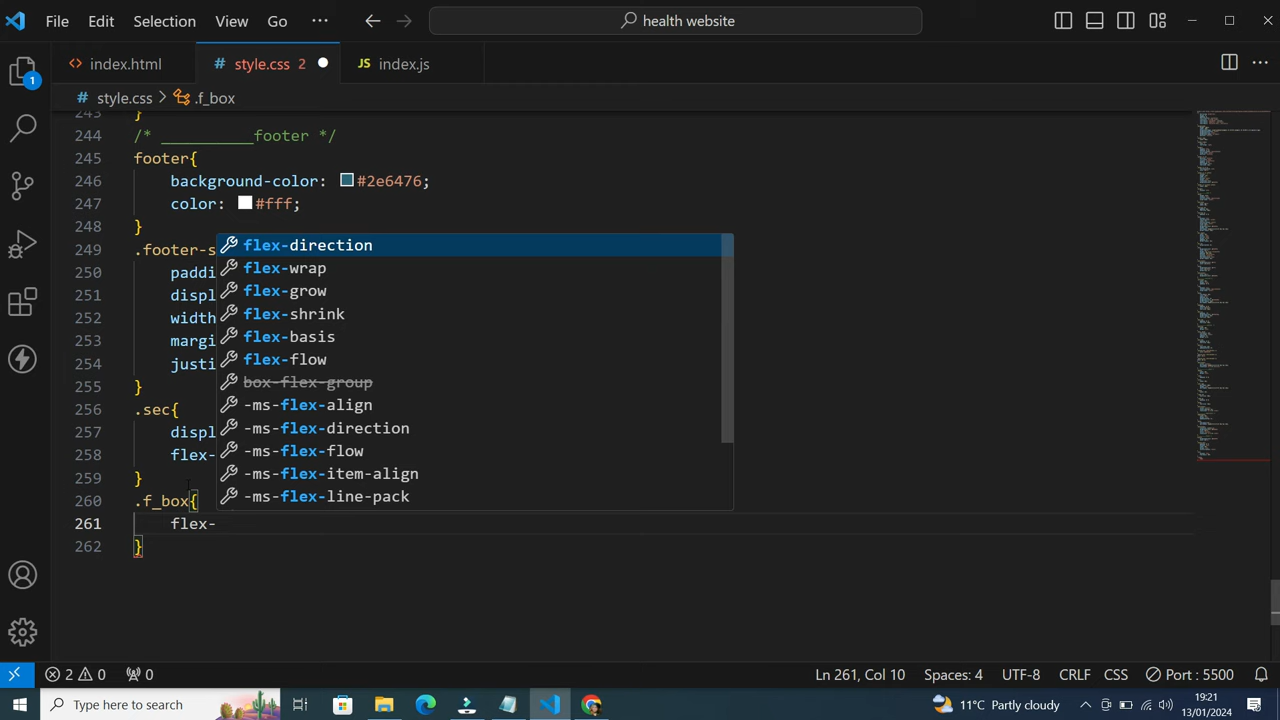 File Edit Selection View Go ··· health website
index.html # style.css 2 JS index.js
# style.css > .f_box
243 }
244 /* __________footer */
245 footer{
246 background-color: #2e6476;
247 color: #fff;
248 }
249 .footer-s
250 paddi
251 displ
252 width
253 margi
254 justi
255 }
256 .sec{
257 displ
258 flex-
259 }
260 .f_box{
261 flex-
262 }
flex-direction
flex-wrap
flex-grow
flex-shrink
flex-basis
flex-flow
box-flex-group
-ms-flex-align
-ms-flex-direction
-ms-flex-flow
-ms-flex-item-align
-ms-flex-line-pack
1
2 0 0 Ln 261, Col 10 Spaces: 4 UTF-8 CRLF CSS Port : 5500
Type here to search 11°C Partly cloudy 19:21
13/01/2024